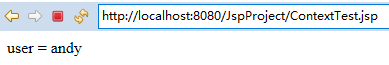 http://localhost:8080/JspProject/ContextTest.jsp
user = andy